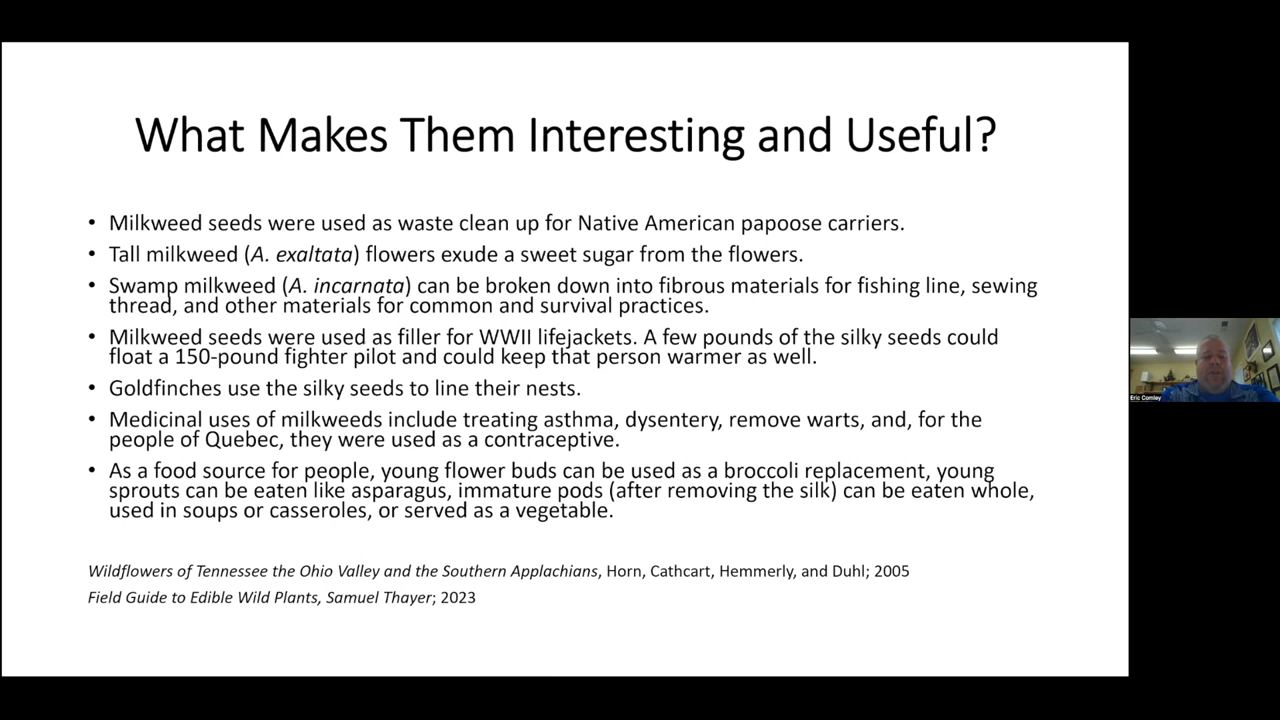 What Makes Them Interesting and Useful?
• Milkweed seeds were used as waste clean up for Native American papoose carriers.
• Tall milkweed (A. exaltata) flowers exude a sweet sugar from the flowers.
• Swamp milkweed (A. incarnata) can be broken down into fibrous materials for fishing line, sewing
thread, and other materials for common and survival practices.
• Milkweed seeds were used as filler for WWII lifejackets. A few pounds of the silky seeds could
float a 150-pound fighter pilot and could keep that person warmer as well.
• Goldfinches use the silky seeds to line their nests.
• Medicinal uses of milkweeds include treating asthma, dysentery, remove warts, and, for the
people of Quebec, they were used as a contraceptive.
• As a food source for people, young flower buds can be used as a broccoli replacement, young
sprouts can be eaten like asparagus, immature pods (after removing the silk) can be eaten whole,
used in soups or casseroles, or served as a vegetable.
Wildflowers of Tennessee the Ohio Valley and the Southern Applachians, Horn, Cathcart, Hemmerly, and Duhl; 2005
Field Guide to Edible Wild Plants, Samuel Thayer; 2023
Eric Comley